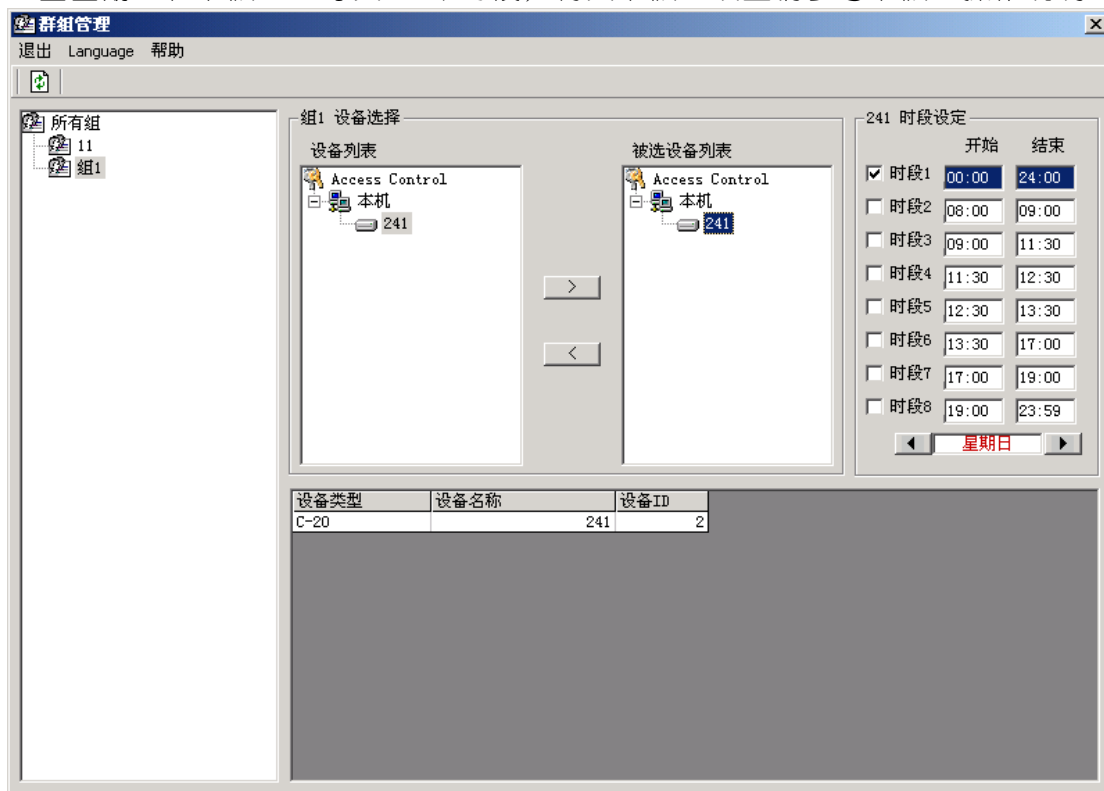 群组管理
退出 Language 帮助
所有组
11
组1
组1 设备选择
设备列表
Access Control
本机
241
>
<
被选设备列表
Access Control
本机
241
241 时段设定
开始 结束
时段1 00:00 24:00
时段2 08:00 09:00
时段3 09:00 11:30
时段4 11:30 12:30
时段5 12:30 13:30
时段6 13:30 17:00
时段7 17:00 19:00
时段8 19:00 23:59
星期日
设备类型 设备名称 设备ID
C-20 241 2